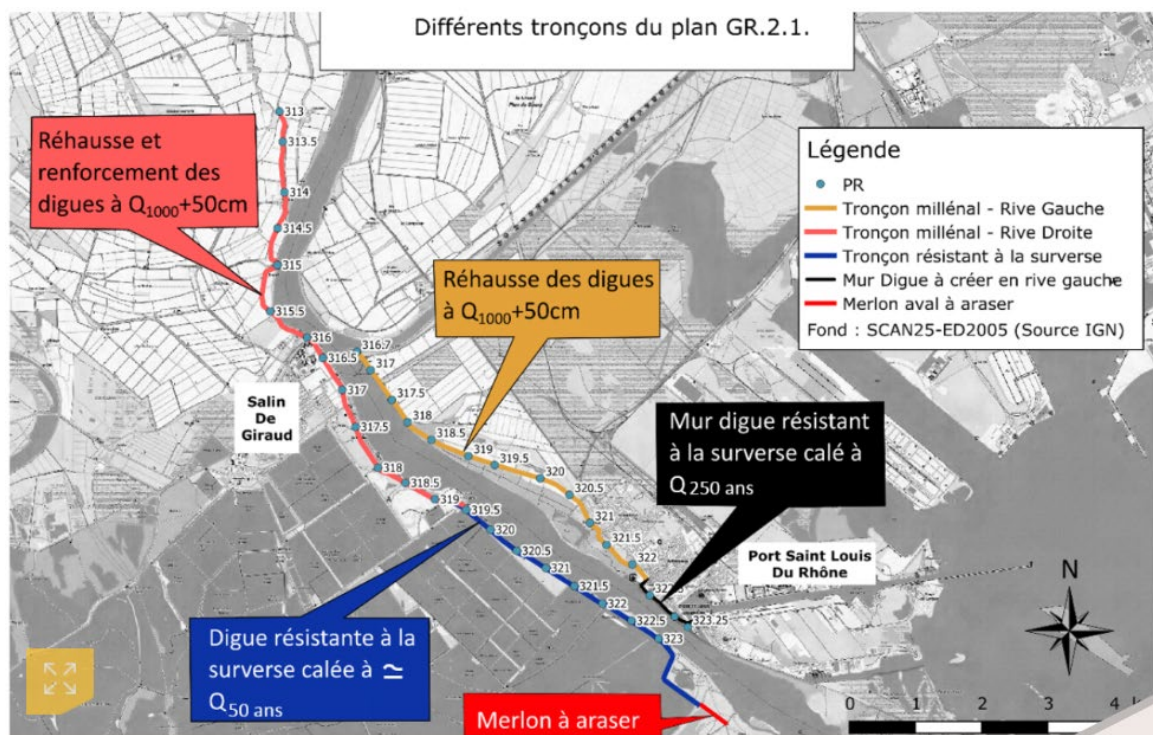 Différents tronçons du plan GR.2.1.
Réhausse et
renforcement des
digues à Q1000+50cm
Légende
PR
Tronçon millénal - Rive Gauche
Tronçon millénal - Rive Droite
Tronçon résistant à la surverse
Mur Digue à créer en rive gauche
Merlon aval à araser
Fond : SCAN25-ED2005 (Source IGN)
Réhausse des digues
à Q1000+50cm
313
313.5
314
314.5
315
315.5
316
316.5
317
317.5
318
318.5
319
319.5
320
320.5
321
321.5
322
322.5
323
316.7
317
317.5
318
318.5
319
319.5
320
320.5
321
321.5
322
323.25
Salin
De
Giraud
Mur digue résistant
à la surverse calé à
Q250 ans
Port Saint Louis
Du Rhône
N
Digue résistante à la
surverse calée à ≃
Q50 ans
Merlon à araser
0 1 2 3 4